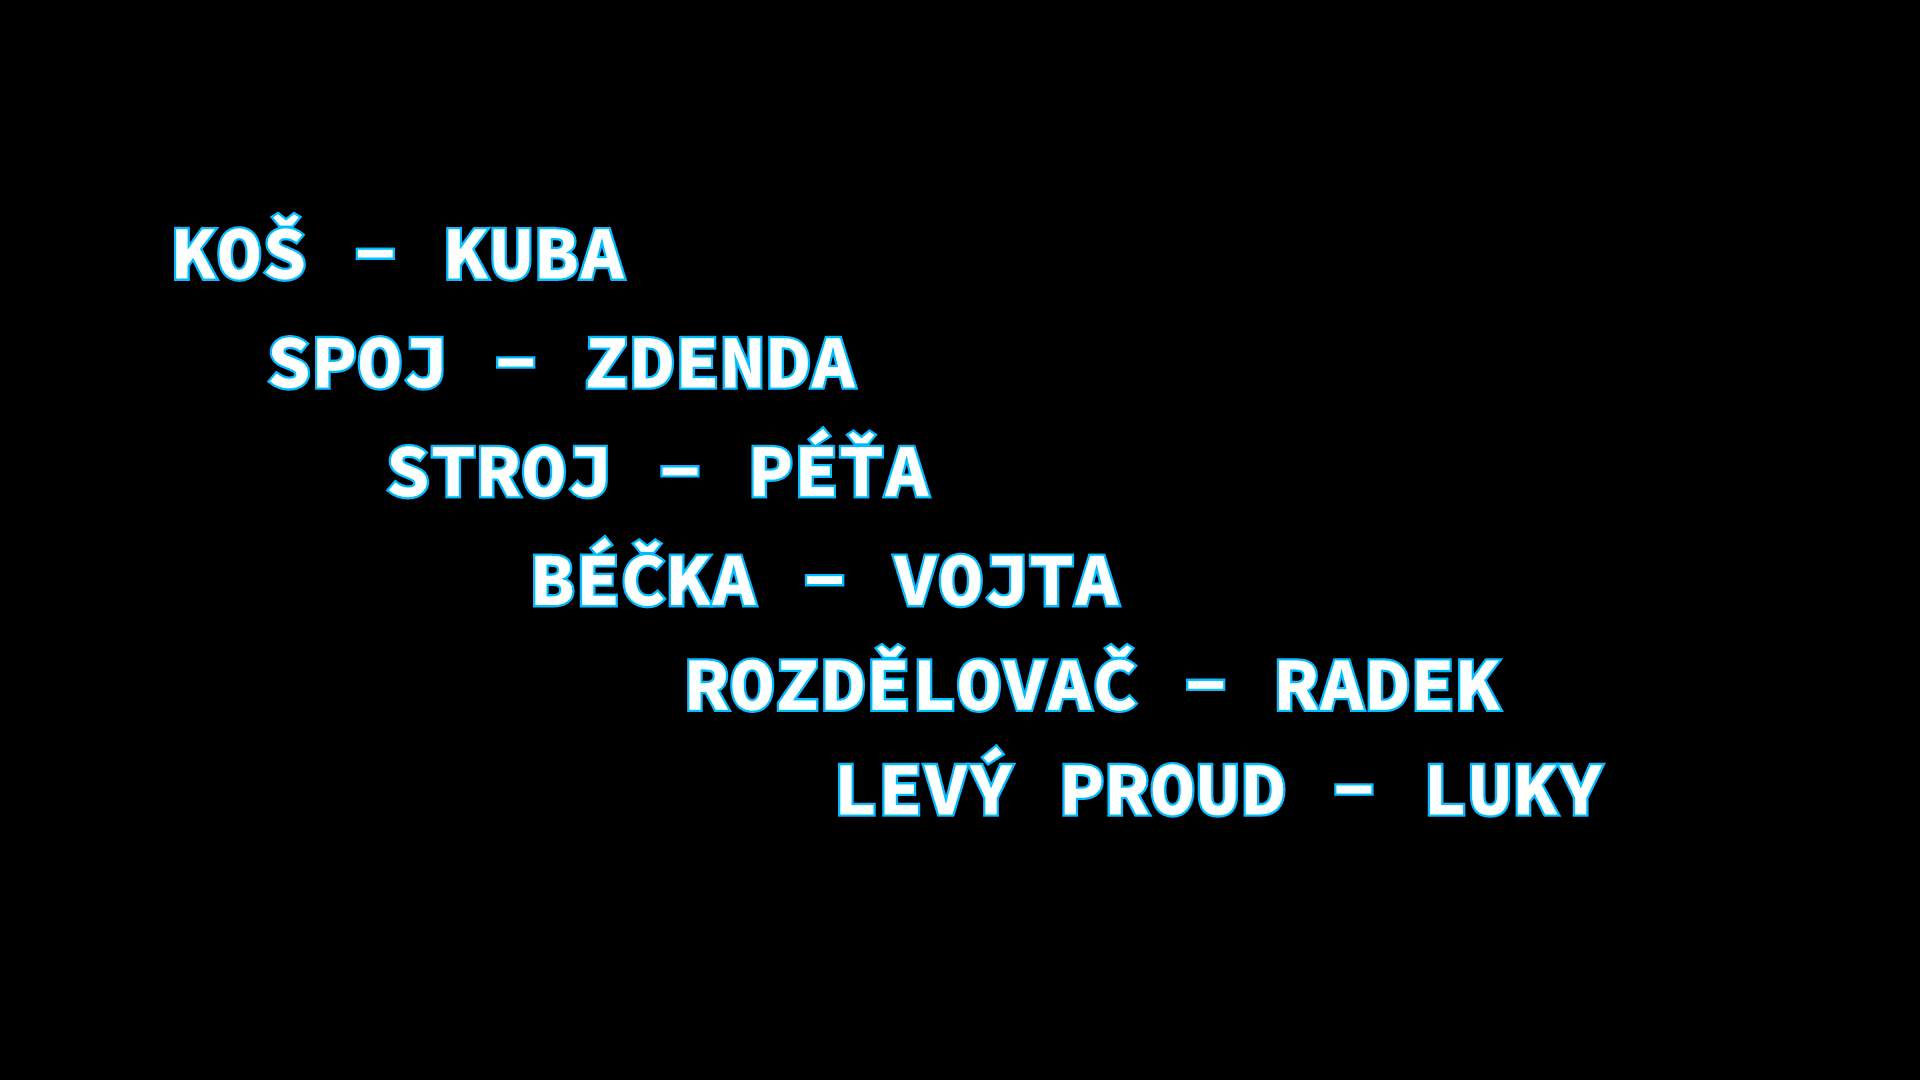 KOŠ – KUBA
SPOJ – ZDENDA
STROJ – PÉŤA
BÉČKA – VOJTA
ROZDĚLOVAČ – RADEK
LEVÝ PROUD – LUKY